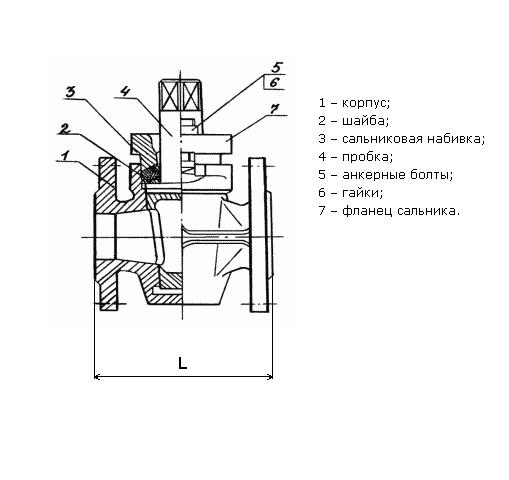 5
6
3
4
7
2
1
L
1 – корпус;
2 – шайба;
3 – сальниковая набивка;
4 – пробка;
5 – анкерные болты;
6 – гайки;
7 – фланец сальника.